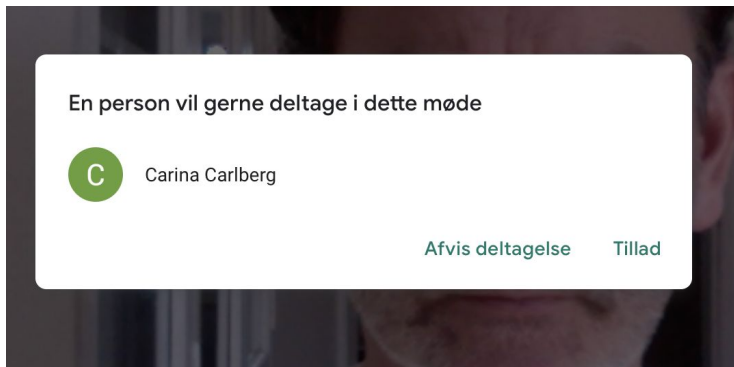 En person vil gerne deltage i dette møde
C
Carina Carlberg
Afvis deltagelse
Tillad